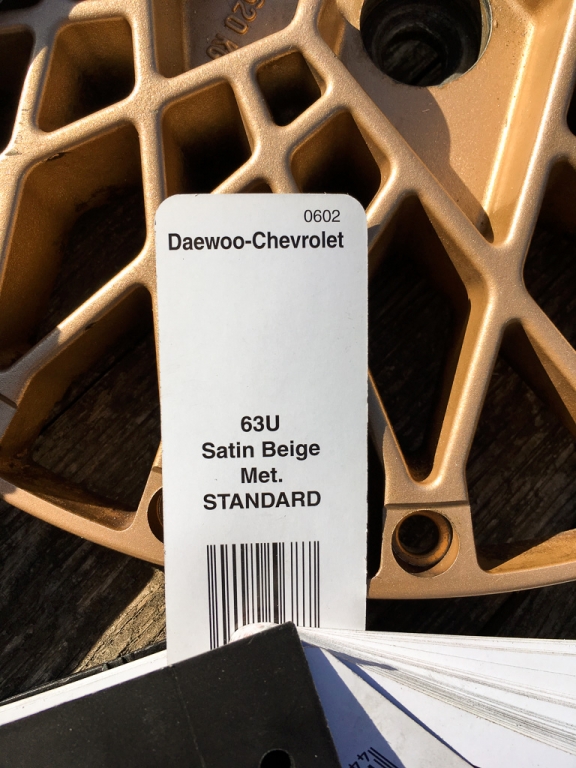 0602
Daewoo-Chevrolet
63U
Satin Beige
Met.
STANDARD